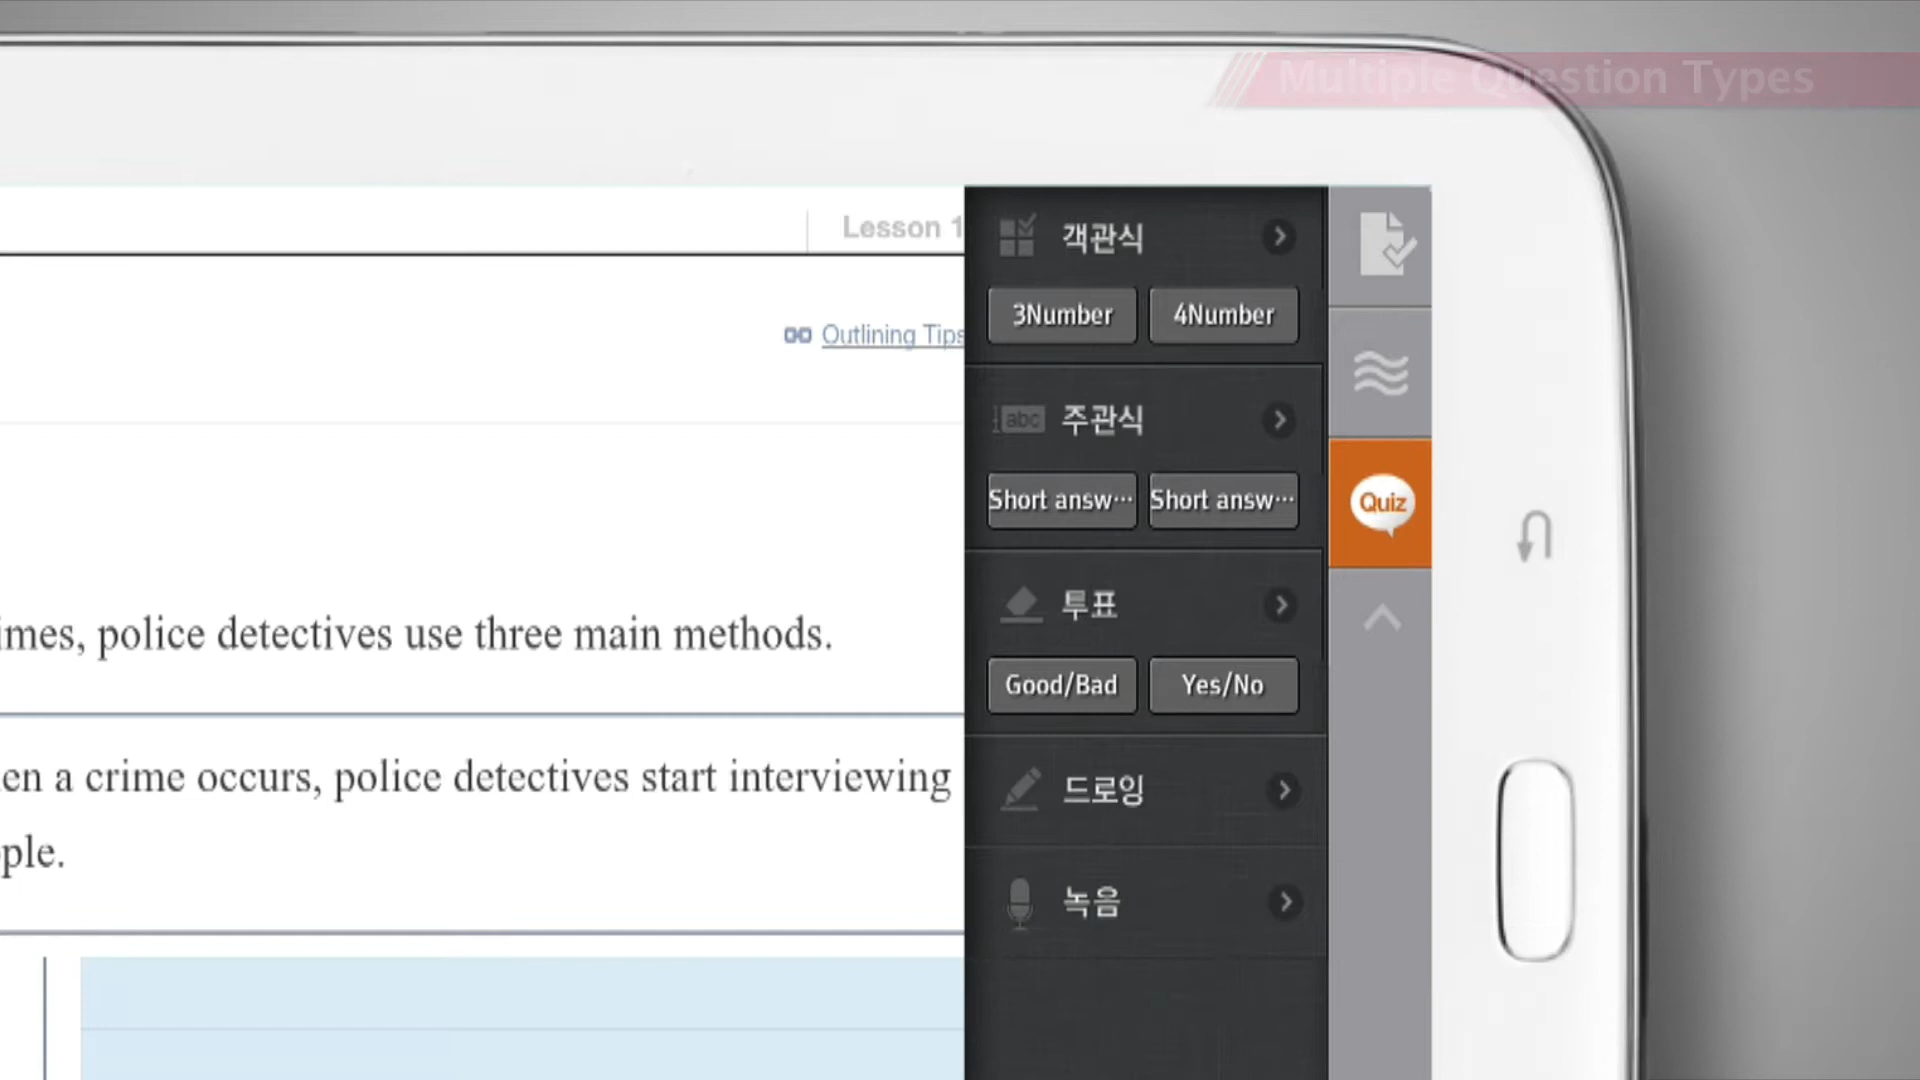 Multiple Question Types
Lesson 1
객관식
3Number
4Number
Outlining Tips
abc
주관식
Short answ…
Short answ…
Quiz
투표
Good/Bad
Yes/No
imes, police detectives use three main methods.
드로잉
en a crime occurs, police detectives start interviewing
ple.
녹음